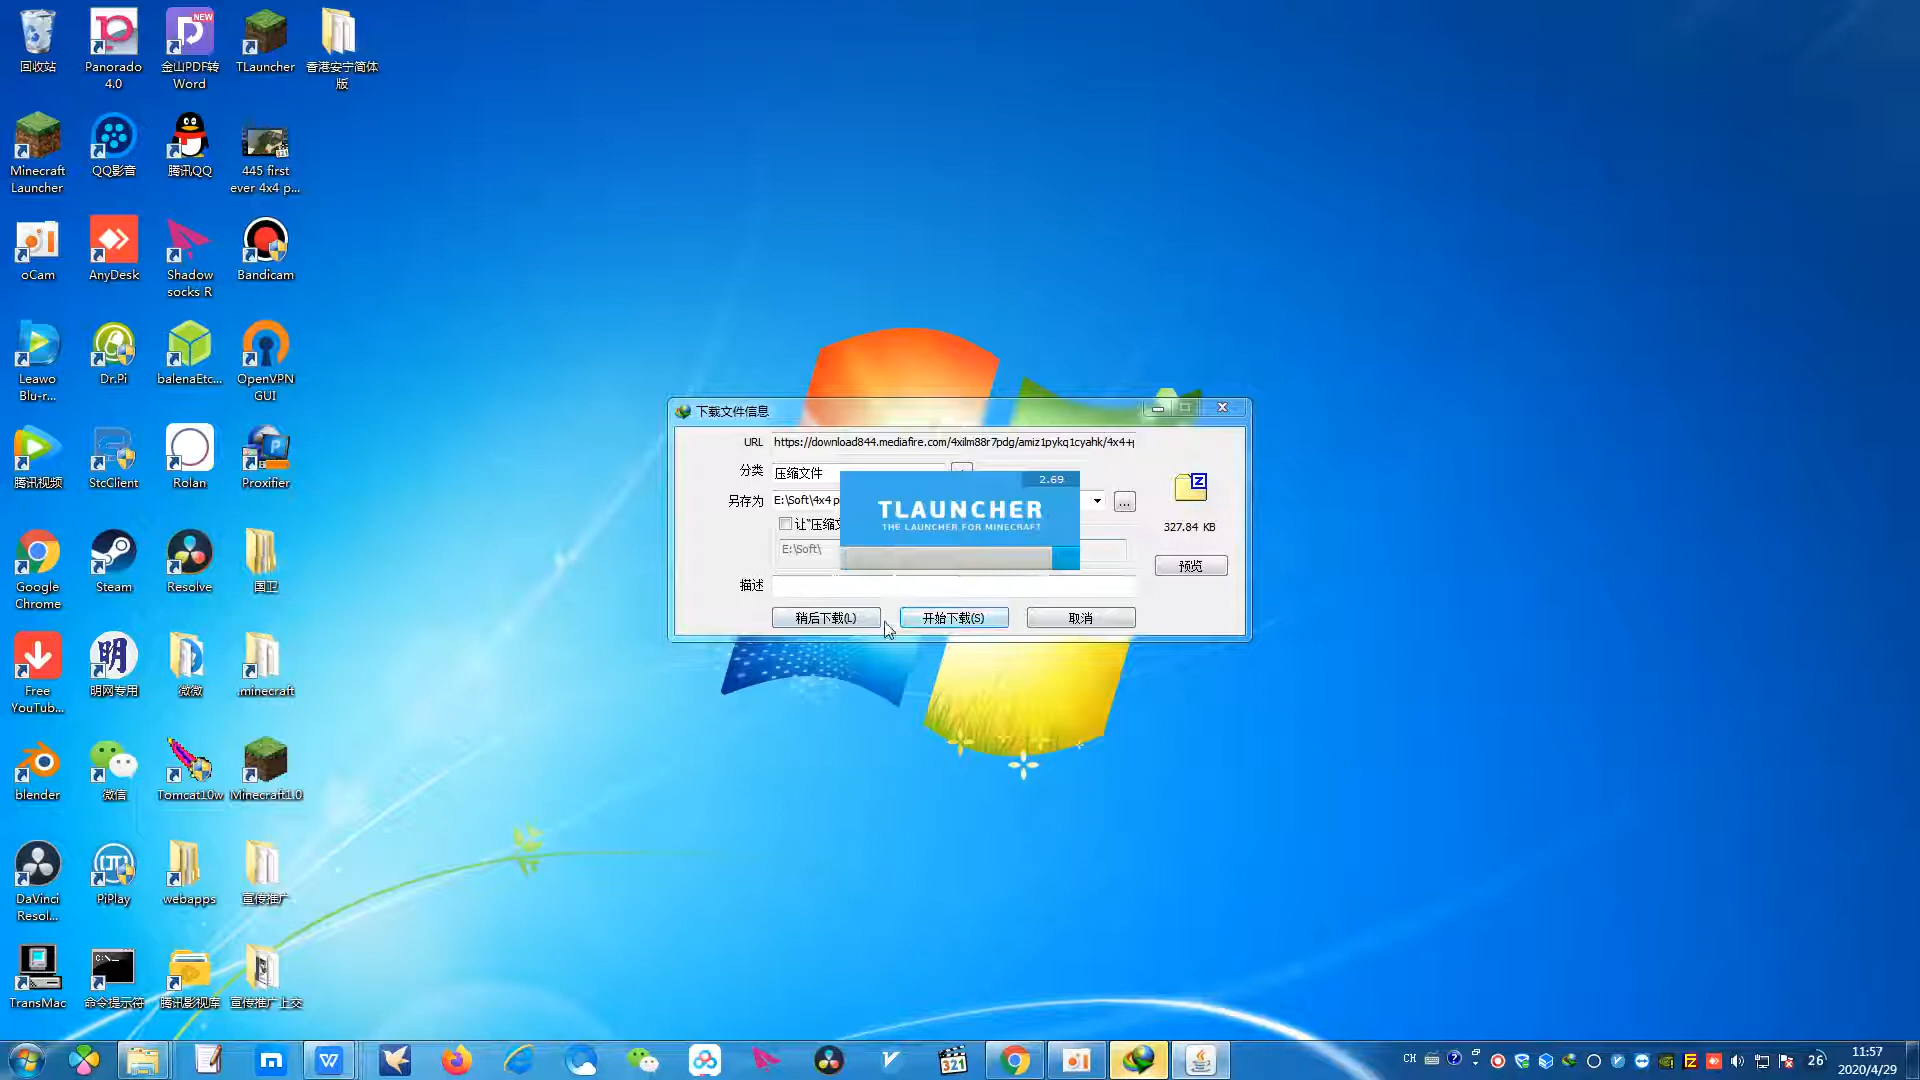 回收站
Panorado
4.0
NEW
金山PDF转
Word
TLauncher
香港安宁简体
版
Minecraft
Launcher
QQ影音
腾讯QQ
445 first
ever 4x4 p...
oCam
AnyDesk
Shadow
socks R
Bandicam
Leawo
Blu-r...
Dr.Pi
balenaEtc...
OpenVPN
GUI
腾讯视频
StcClient
Rolan
Proxifier
Google
Chrome
Steam
Resolve
国卫
Free
YouTub...
明
明网专用
微微
.minecraft
blender
微信
Tomcat10w
Minecraft1.0
DaVinci
Resol...
PiPlay
webapps
宣传推广
TransMac
命令提示符
腾讯影视库
宣传推广上交
下载文件信息
URL
https://download844.mediafire.com/4xilm88r7pdg/amiz1pykq1cyahk/4x4+p
分类
压缩文件
另存为
E:\Soft\4x4 p
...
让"压缩文
E:\Soft\
描述
327.84 KB
预览
2.69
TLAUNCHER
THE LAUNCHER FOR MINECRAFT
稍后下载(L)
开始下载(S)
取消
321
CH
26
11:57
2020/4/29